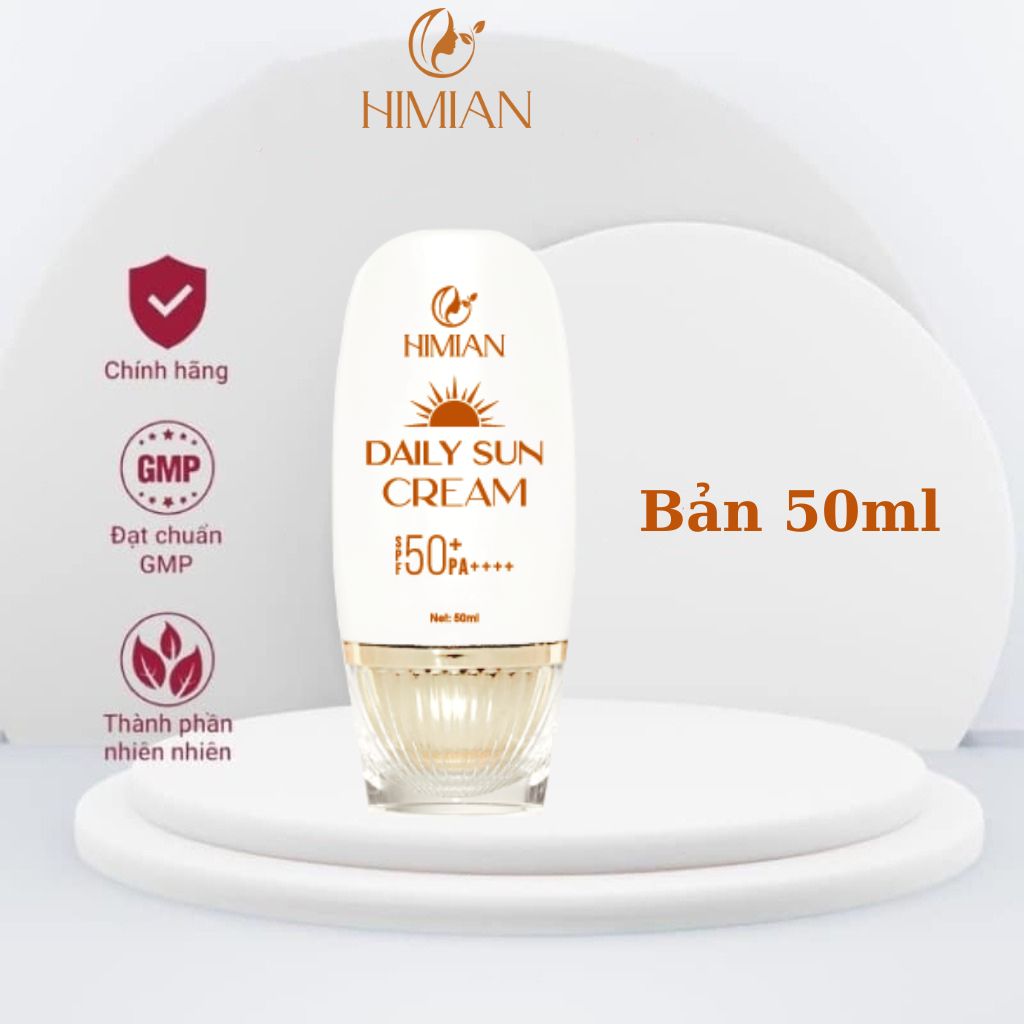 HIMIAN
Chính hãng
GMP
Đạt chuẩn
GMP
Thành phần
nhiên nhiên
HIMIAN
DAILY SUN
CREAM
SPF 50+ PA++++
Net: 50ml
Bản 50ml